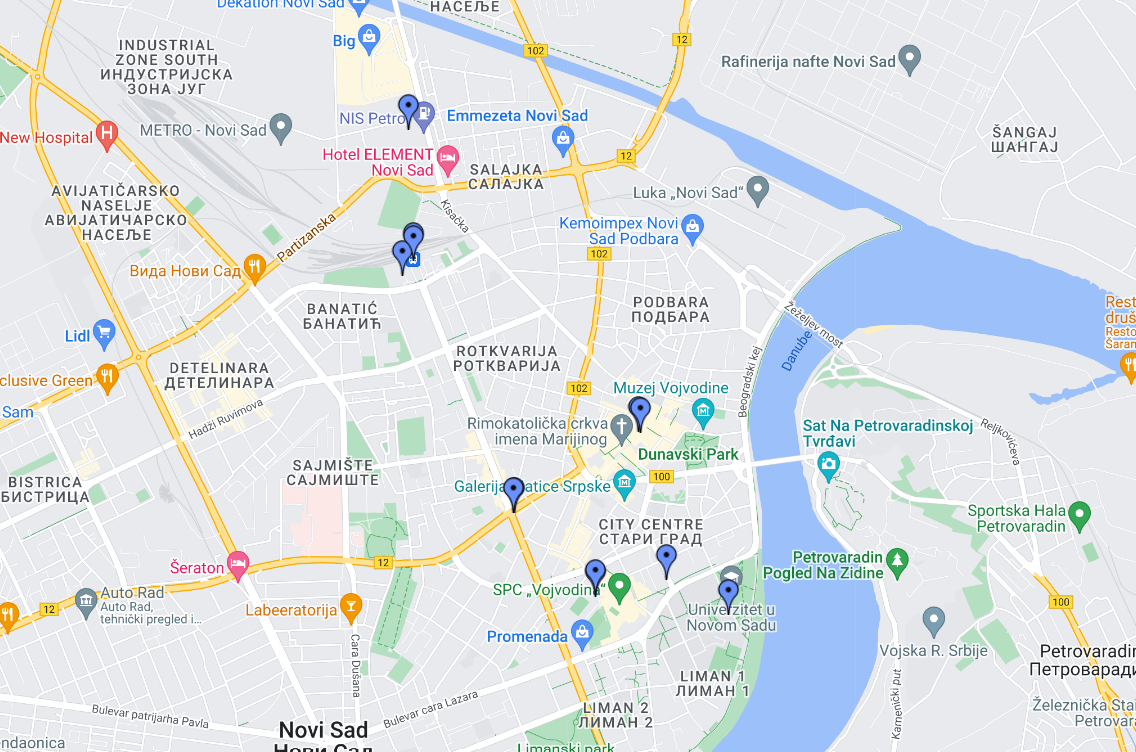 Dekatlon Novi Sad
НАСЕЉЕ
Big
INDUSTRIAL
ZONE SOUTH
ИНДУСТРИЈСКА
ЗОНА ЈУГ
102
12
Rafinerija nafte Novi Sad
NIS Petrol
Emmezeta Novi Sad
METRO - Novi Sad
New Hospital
ŠANGAJ
ШАНГАЈ
Hotel ELEMENT
Novi Sad
12
SALAJKA
САЛАЈКА
AVIJATIČARSKO
NASELJE
АВИЈАТИЧАРСКО
НАСЕЉЕ
Luka „Novi Sad“
Kisačka
Partizanska
Kemoimpex Novi
Sad Podbara
102
Вида Нови Сад
BANATIĆ
БАНАТИЋ
PODBARA
ПОДБАРА
Žeželjev most
Rest
druš
Resto
Šaran
Lidl
Danube
ROTKVARIJA
РОТКВАРИЈА
DETELINARA
ДЕТЕЛИНАРА
Beogradski kej
clusive Green
102
Muzej Vojvodine
Sam
Hadži Ruvimova
Rimokatolička crkva
imena Marijinog
Sat Na Petrovaradinskoj
Tvrđavi
Reljkovićeva
Dunavski Park
SAJMIŠTE
САЈМИШТЕ
BISTRICA
БИСТРИЦА
100
Galerija Matice Srpske
CITY CENTRE
СТАРИ ГРАД
Sportska Hala
Petrovaradin
12
Šeraton
Petrovaradin
Pogled Na Zidine
SPC „Vojvodina“
Auto Rad
Auto Rad,
tehnički pregled i...
12
Labeeratorija
Univerzitet u
Novom Sadu
100
Promenada
Vojska R. Srbije
Cara Dušana
Petrovaradin
Петроварадин
LIMAN 1
ЛИМАН 1
Kamenički put
Bulevar patrijarha Pavla
Bulevar cara Lazara
LIMAN 2
ЛИМАН 2
Železnička Sta
Petrovar
Novi Sad
Нови Сад
endaonica
Limanski park